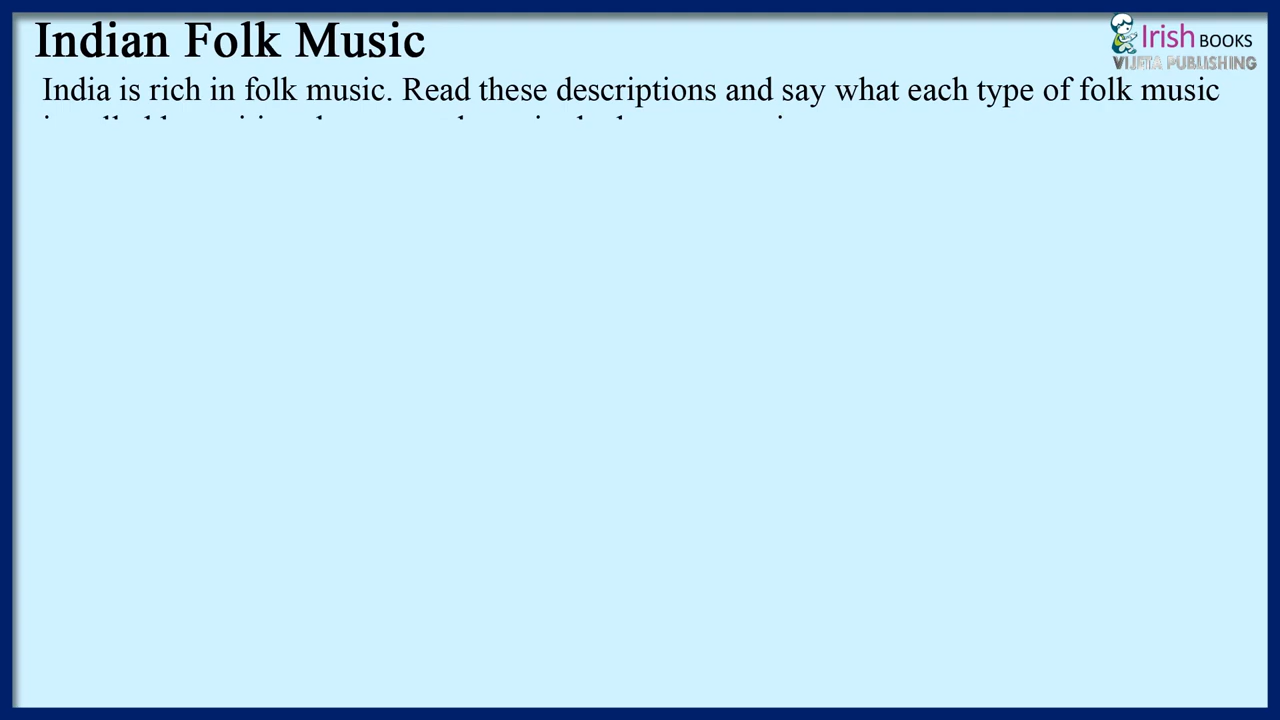 Indian Folk Music
Irish BOOKS
VIJETA PUBLISHING
India is rich in folk music. Read these descriptions and say what each type of folk music